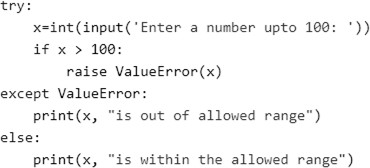 try:
    x=int(input('Enter a number upto 100: '))
    if x > 100:
        raise ValueError(x)
except ValueError:
    print(x, "is out of allowed range")
else:
    print(x, "is within the allowed range")